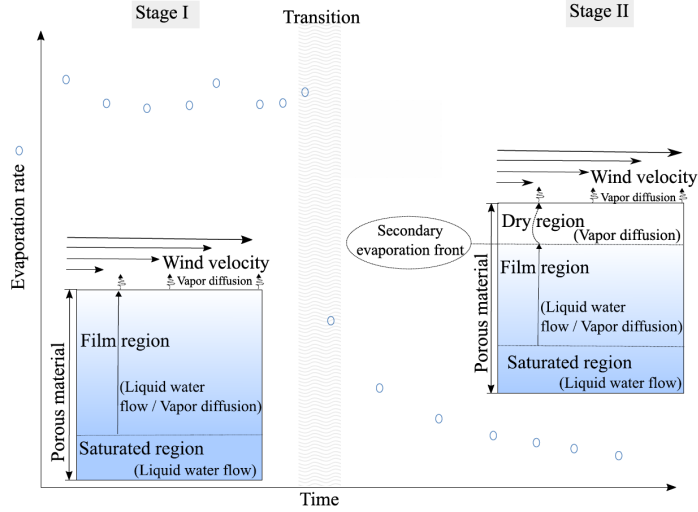 Stage I
Transition
Stage II
Evaporation rate
Wind velocity
Vapor diffusion
Porous material
Film region
(Liquid water
flow / Vapor diffusion)
Saturated region
(Liquid water flow)
Secondary
evaporation front
Wind velocity
Vapor diffusion
Porous material
Dry region
(Vapor diffusion)
Film region
(Liquid water
flow / Vapor diffusion)
Saturated region
(Liquid water flow)
Time